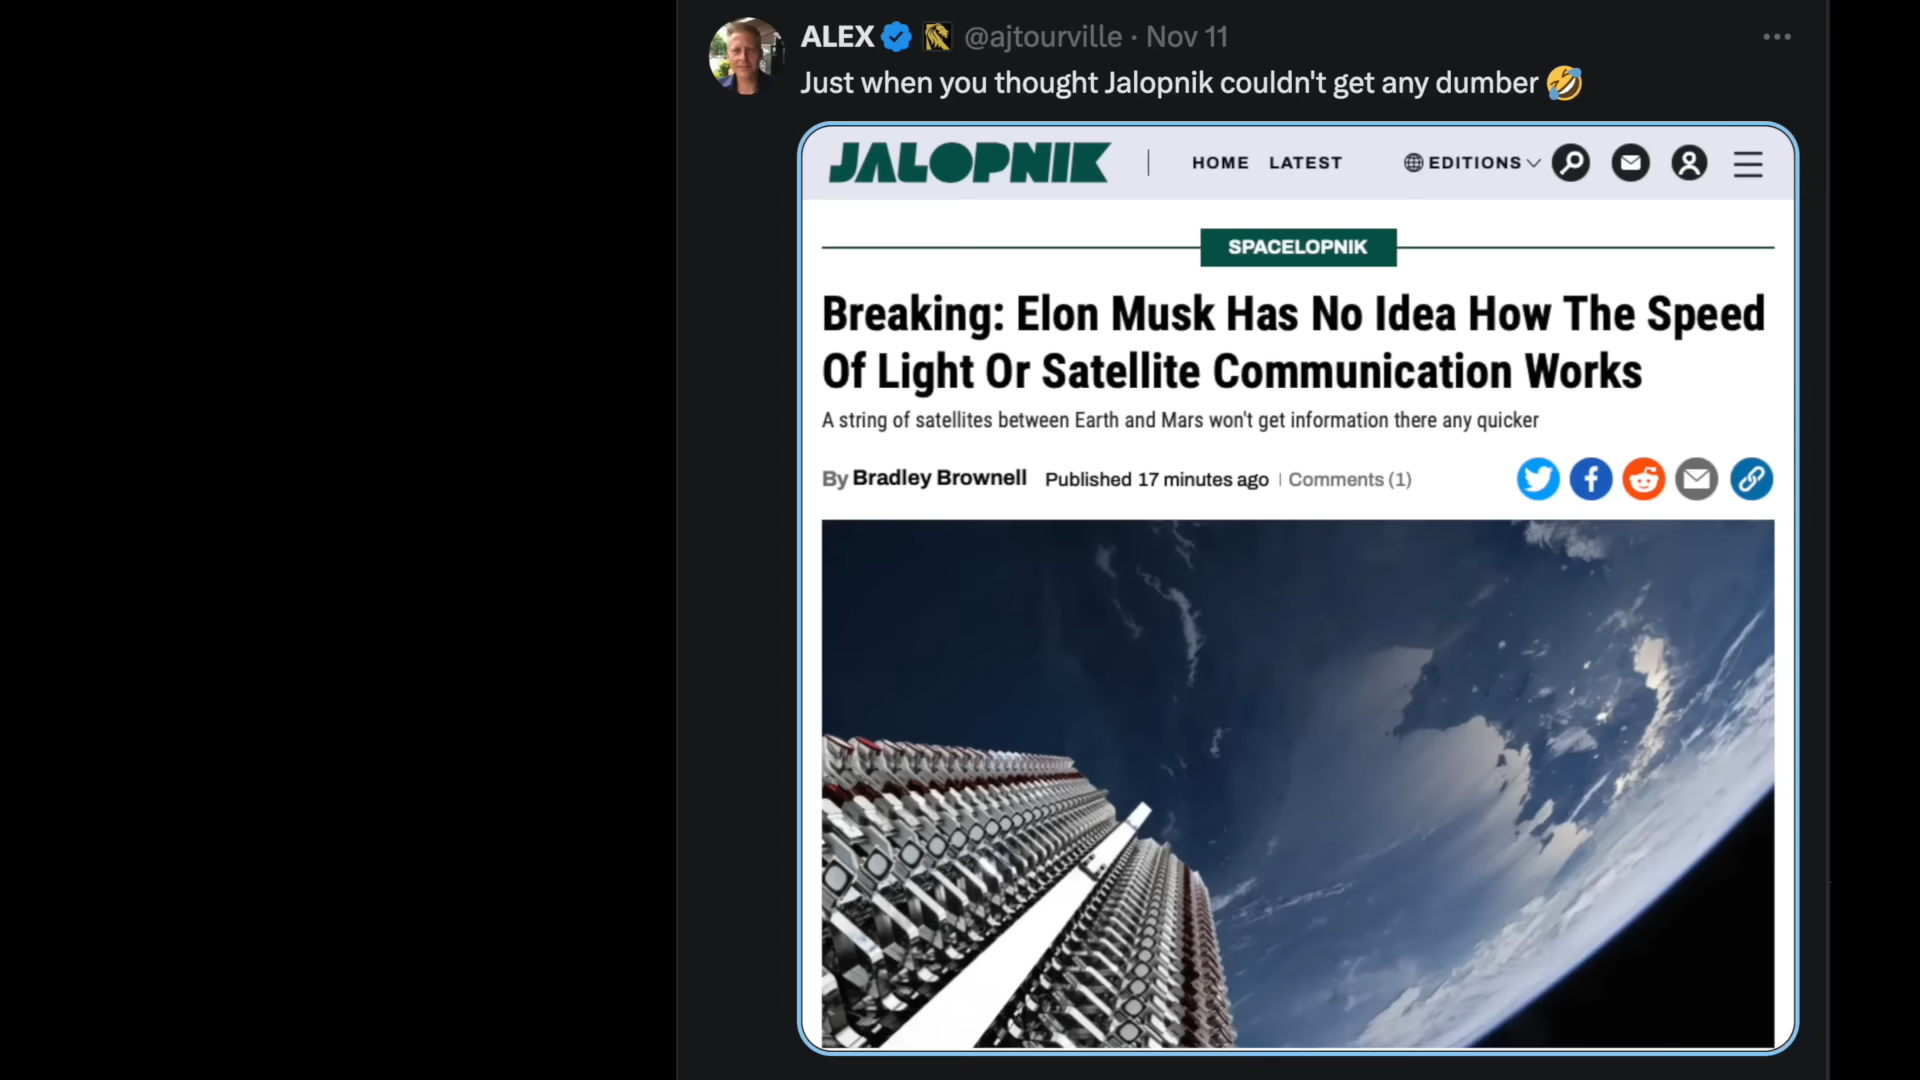 ALEX @ajtourville · Nov 11
Just when you thought Jalopnik couldn't get any dumber 🤣
JALOPNIK | HOME LATEST EDITIONS
SPACELOPNIK
Breaking: Elon Musk Has No Idea How The Speed
Of Light Or Satellite Communication Works
A string of satellites between Earth and Mars won't get information there any quicker
By Bradley Brownell Published 17 minutes ago | Comments (1)